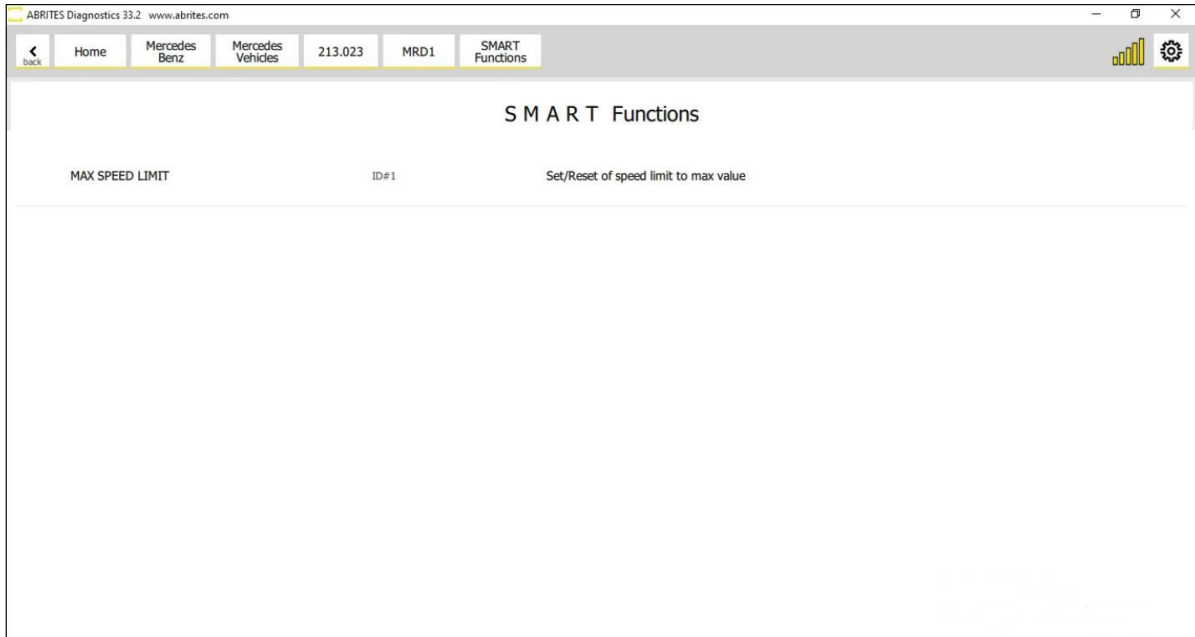 ABRITES Diagnostics 33.2 www.abrites.com
back
Home
Mercedes
Benz
Mercedes
Vehicles
213.023
MRD1
SMART
Functions
S M A R T Functions
MAX SPEED LIMIT ID#1 Set/Reset of speed limit to max value